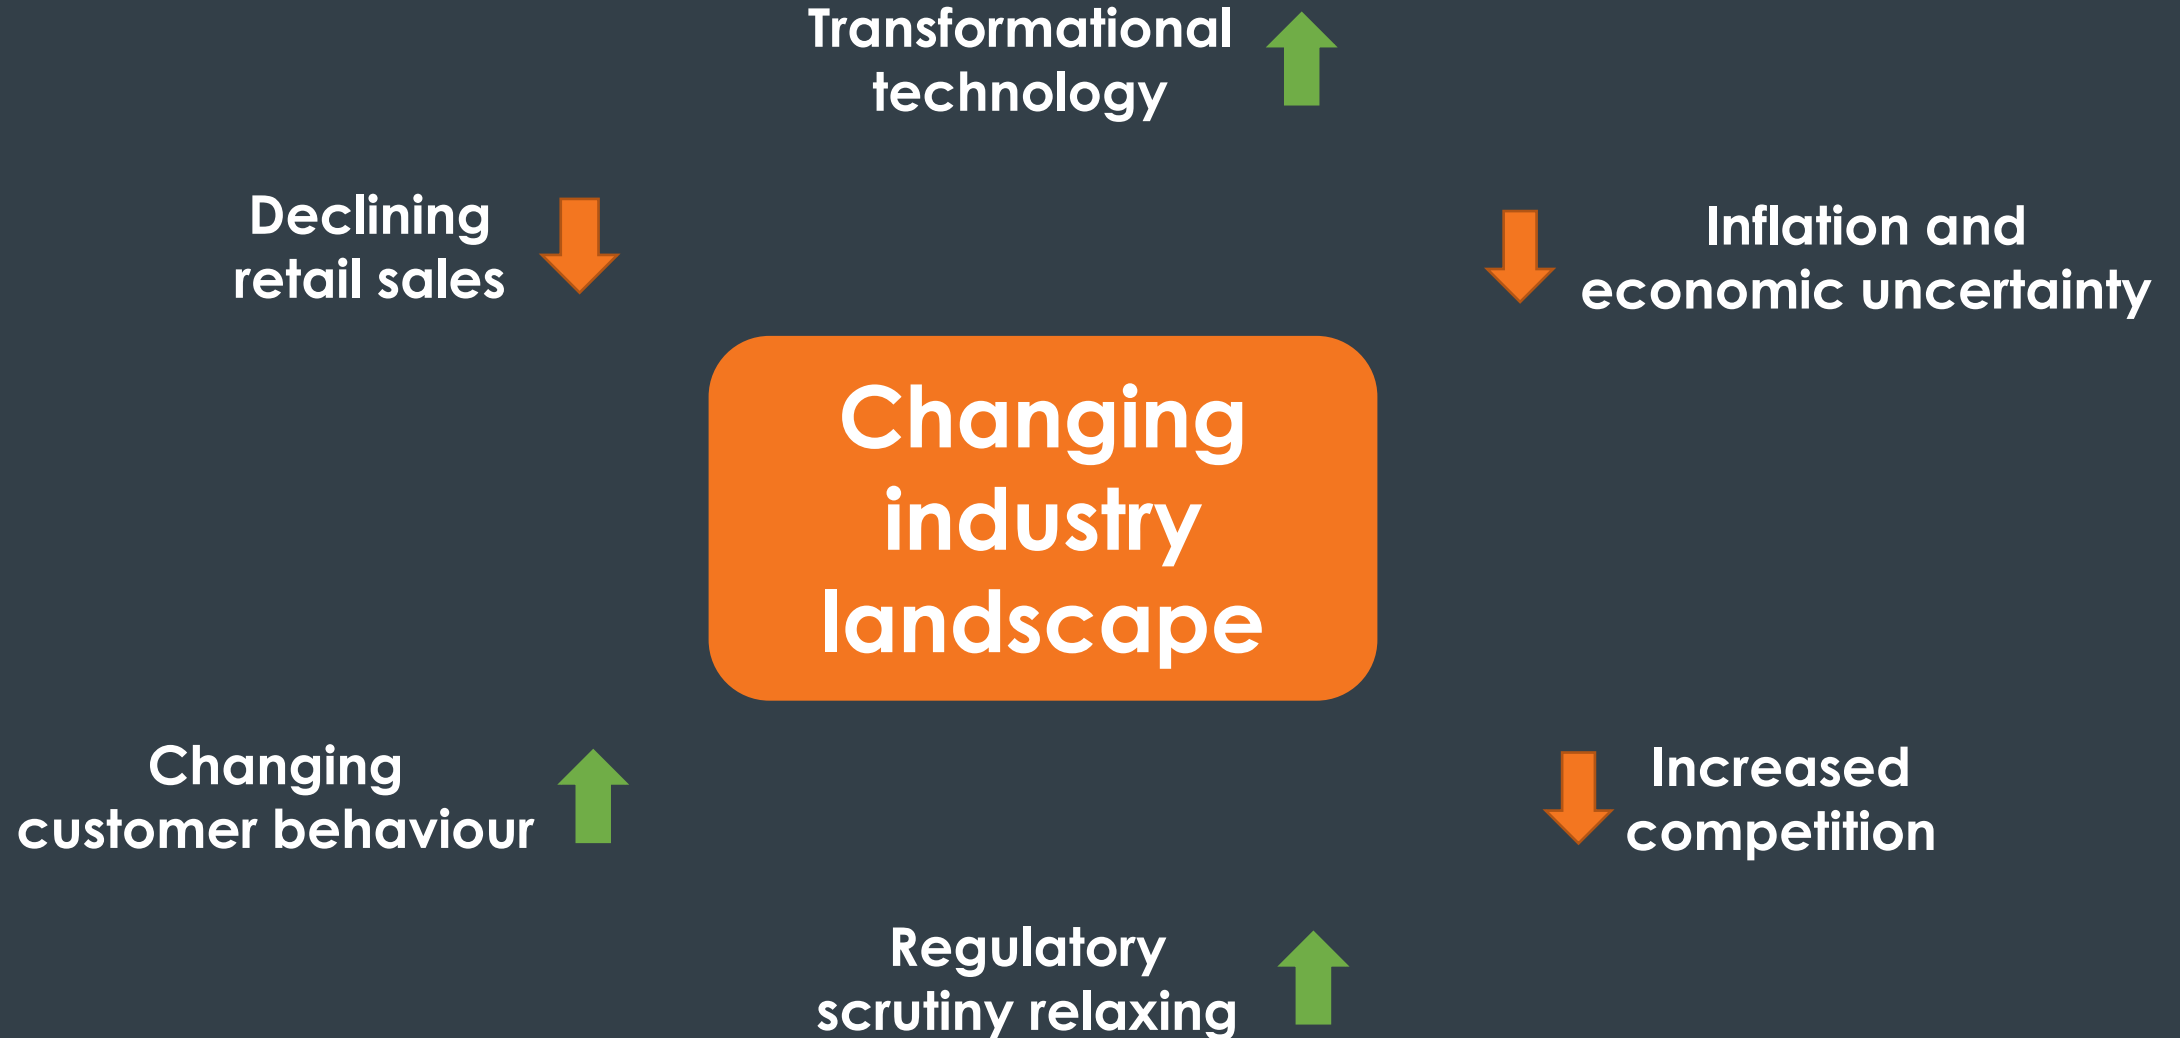 Transformational
technology
Declining
retail sales
Inflation and
economic uncertainty
Changing
industry
landscape
Changing
customer behaviour
Increased
competition
Regulatory
scrutiny relaxing